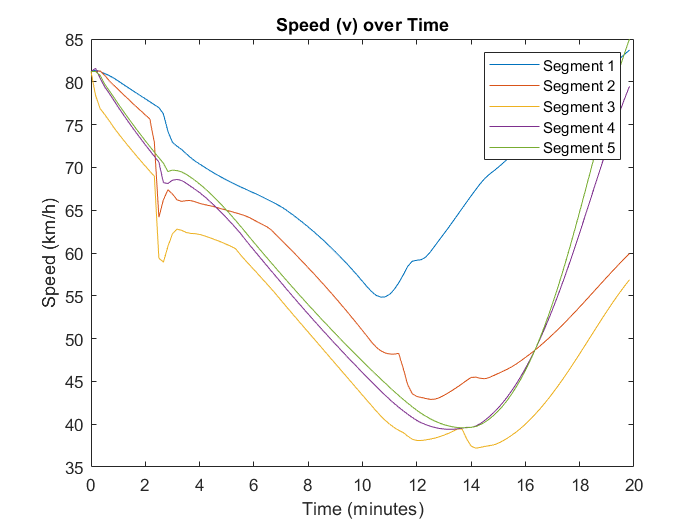 Speed (v) over Time
85
80
75
70
65
60
55
50
45
40
35
Speed (km/h)
Segment 1
Segment 2
Segment 3
Segment 4
Segment 5
0 2 4 6 8 10 12 14 16 18 20
Time (minutes)